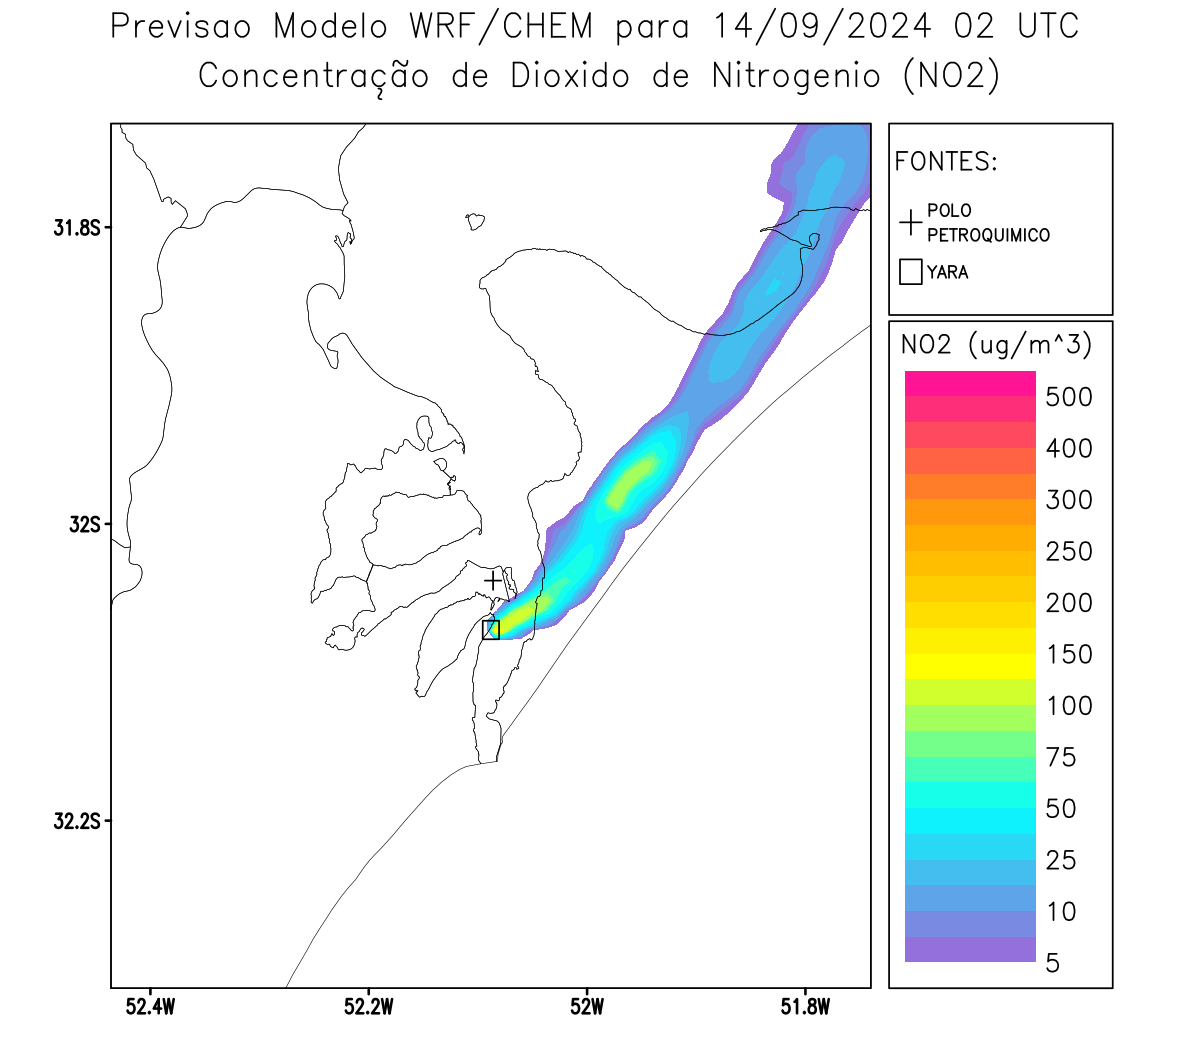 Previsao Modelo WRF/CHEM para 14/09/2024 02 UTC
Concentração de Dioxido de Nitrogenio (NO2)
FONTES:
POLO
PETROQUIMICO
YARA
31.8S
32S
32.2S
52.4W
52.2W
52W
51.8W
NO2 (ug/m^3)
500
400
300
250
200
150
100
75
50
25
10
5